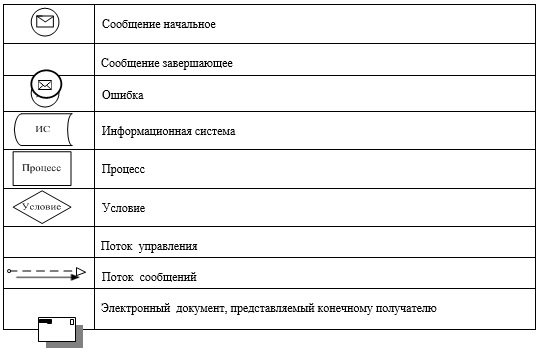 Сообщение начальное
Сообщение завершающее
Ошибка
ИС
Информационная система
Процесс
Процесс
Условие
Условие
Поток управления
Поток сообщений
Электронный документ, представляемый конечному получателю